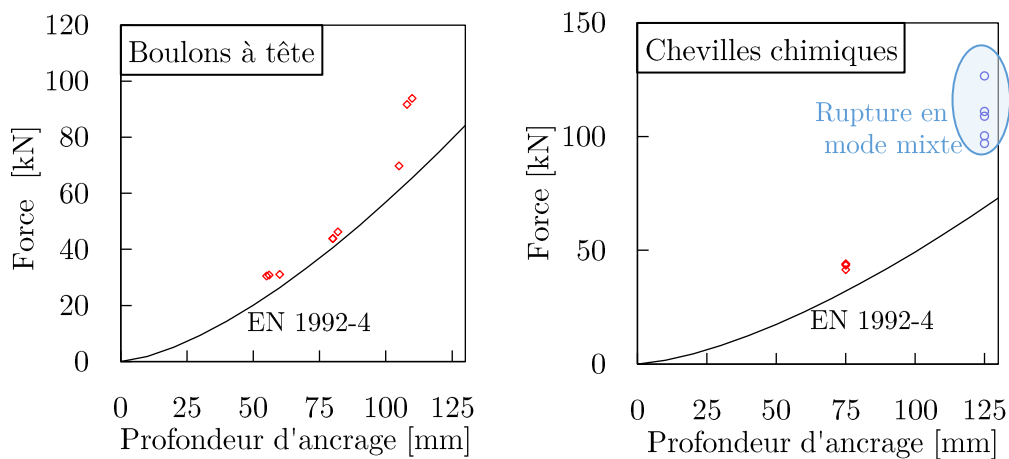 120
100
80
60
40
20
0
Force [kN]
Boulons à tête
EN 1992-4
0 25 50 75 100 125
Profondeur d'ancrage [mm]
150
100
50
0
Force [kN]
Chevilles chimiques
Rupture en
mode mixte
EN 1992-4
0 25 50 75 100 125
Profondeur d'ancrage [mm]